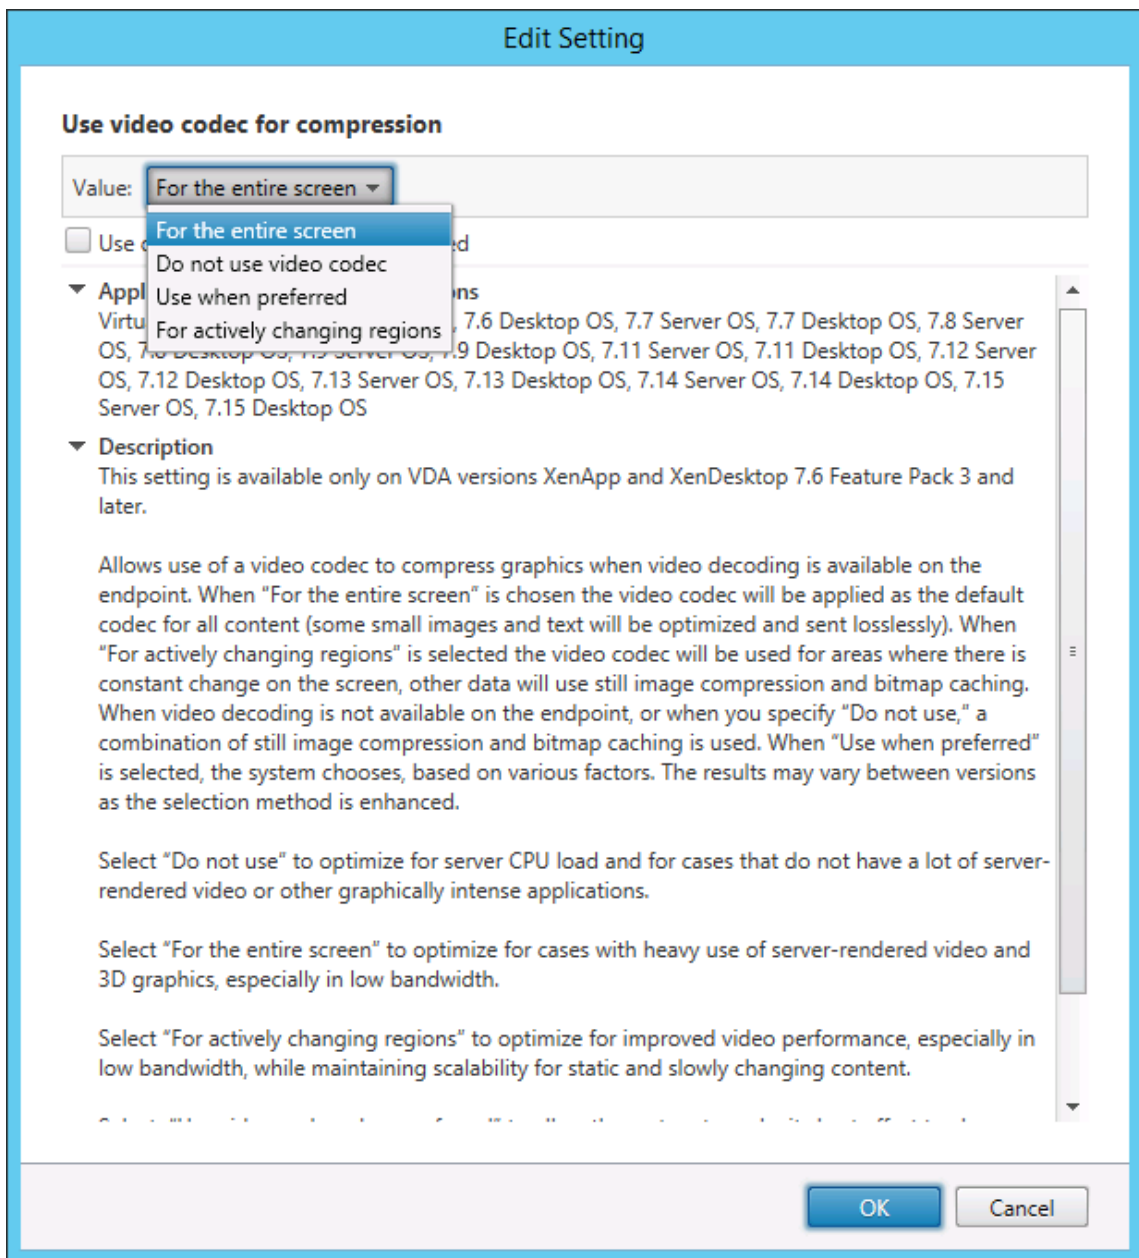 Edit Setting
Use video codec for compression
Value: For the entire screen
For the entire screen
Use ed
Do not use video codec
Use when preferred
For actively changing regions
Appl ns
Virtu , 7.6 Desktop OS, 7.7 Server OS, 7.7 Desktop OS, 7.8 Server
OS, 7.9 Desktop OS, 7.11 Server OS, 7.11 Desktop OS, 7.12 Server
OS, 7.12 Desktop OS, 7.13 Server OS, 7.13 Desktop OS, 7.14 Server OS, 7.14 Desktop OS, 7.15
Server OS, 7.15 Desktop OS
Description
This setting is available only on VDA versions XenApp and XenDesktop 7.6 Feature Pack 3 and
later.
Allows use of a video codec to compress graphics when video decoding is available on the
endpoint. When “For the entire screen” is chosen the video codec will be applied as the default
codec for all content (some small images and text will be optimized and sent losslessly). When
“For actively changing regions” is selected the video codec will be used for areas where there is
constant change on the screen, other data will use still image compression and bitmap caching.
When video decoding is not available on the endpoint, or when you specify “Do not use,” a
combination of still image compression and bitmap caching is used. When “Use when preferred”
is selected, the system chooses, based on various factors. The results may vary between versions
as the selection method is enhanced.
Select “Do not use” to optimize for server CPU load and for cases that do not have a lot of server-
rendered video or other graphically intense applications.
Select “For the entire screen” to optimize for cases with heavy use of server-rendered video and
3D graphics, especially in low bandwidth.
Select “For actively changing regions” to optimize for improved video performance, especially in
low bandwidth, while maintaining scalability for static and slowly changing content.
OK Cancel